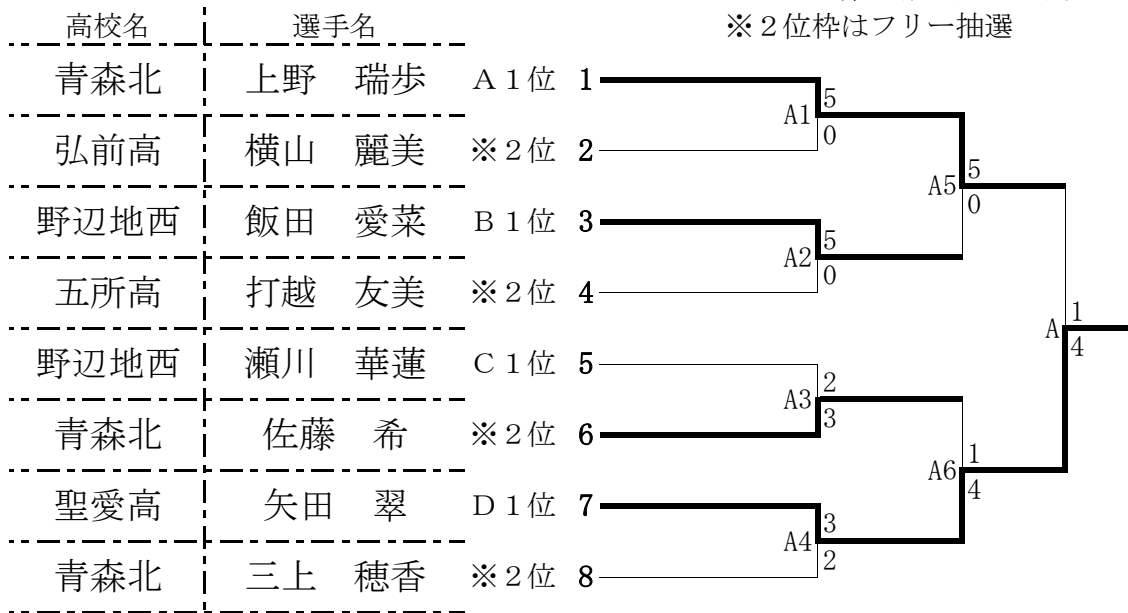 高校名 選手名 ※２位枠はフリー抽選
青森北 上野 瑞歩 Ａ１位 1
A1 5 0
弘前高 横山 麗美 ※２位 2
A5 5 0
野辺地西 飯田 愛菜 Ｂ１位 3
A2 5 0
五所高 打越 友美 ※２位 4
A 1 4
野辺地西 瀬川 華蓮 Ｃ１位 5
A3 2 3
青森北 佐藤 希 ※２位 6
A6 1 4
聖愛高 矢田 翠 Ｄ１位 7
A4 3 2
青森北 三上 穂香 ※２位 8